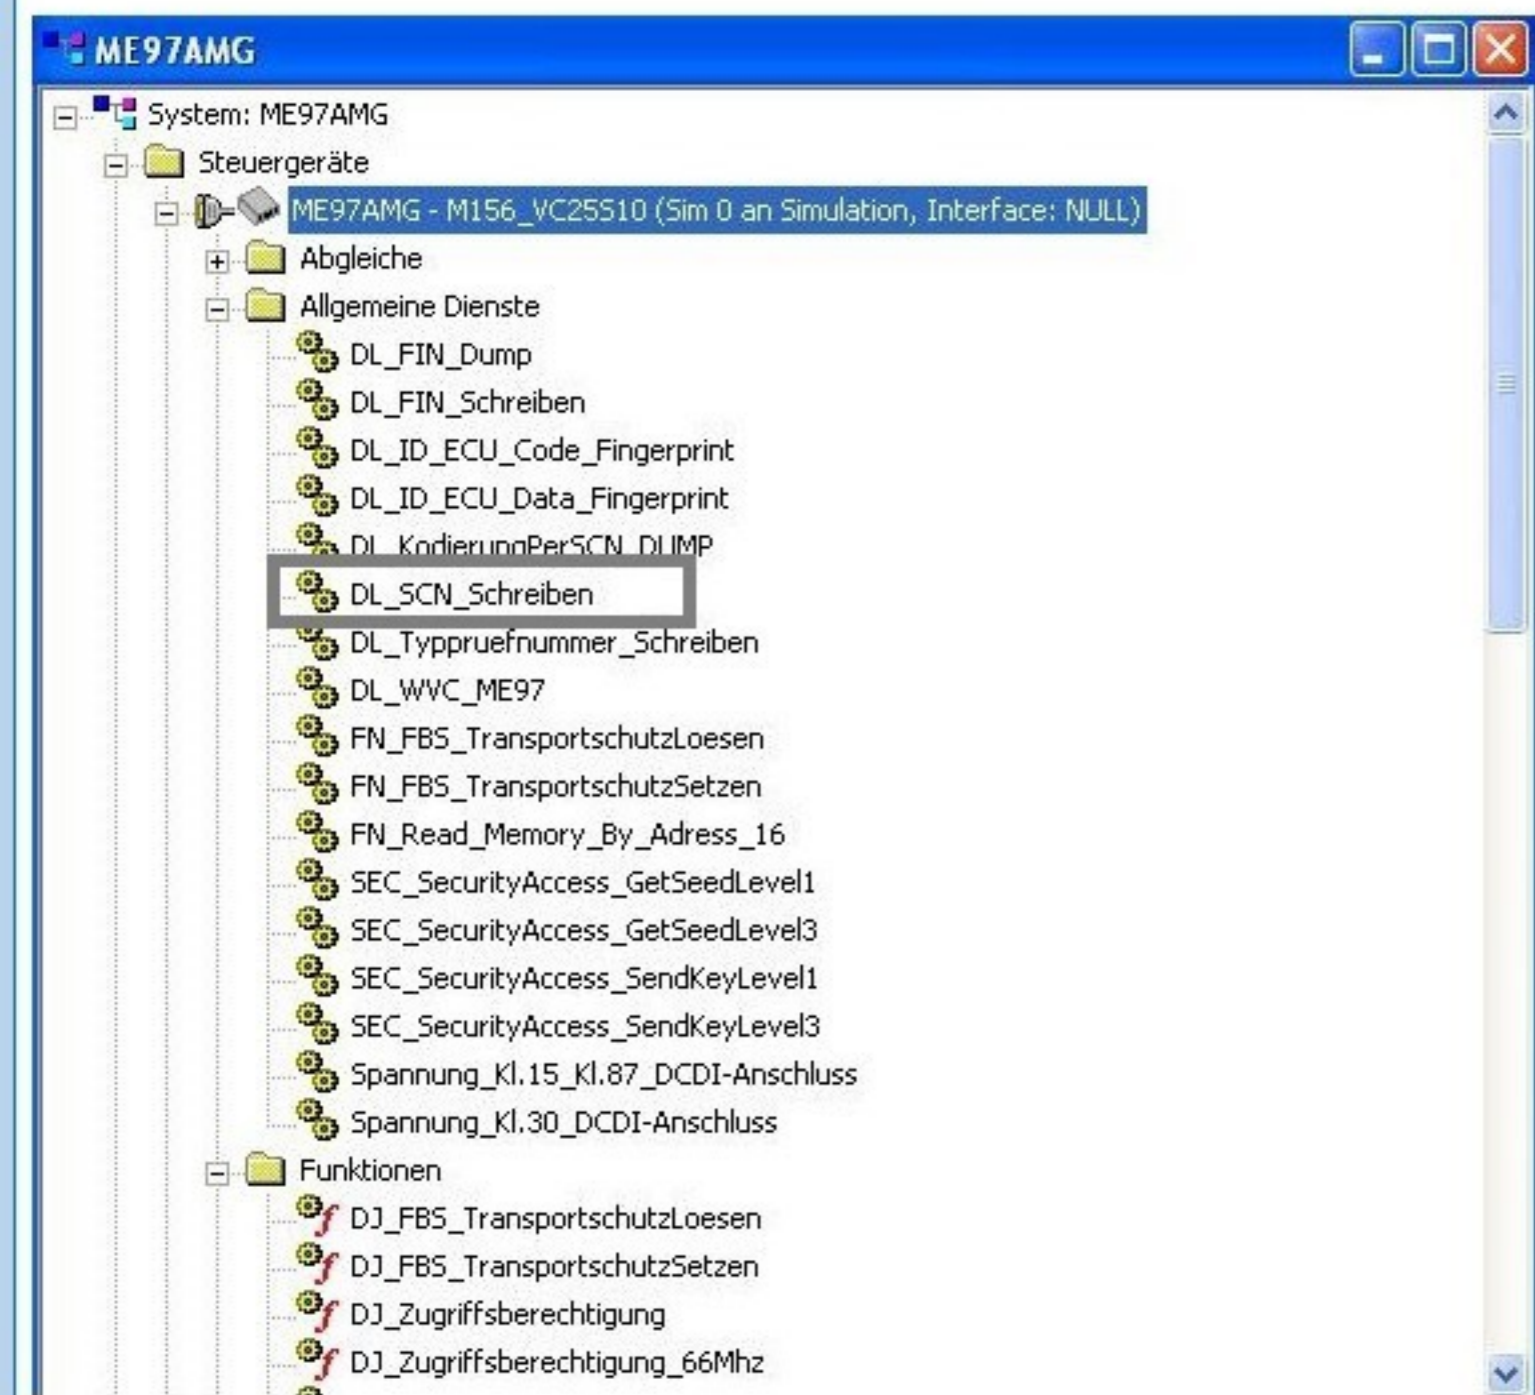 ME97AMG
System: ME97AMG
Steuergeräte
ME97AMG - M156_VC25S10 (Sim 0 an Simulation, Interface: NULL)
Abgleiche
Allgemeine Dienste
DL_FIN_Dump
DL_FIN_Schreiben
DL_ID_ECU_Code_Fingerprint
DL_ID_ECU_Data_Fingerprint
DL_KodierungPerSCN_DUMP
DL_SCN_Schreiben
DL_Typpruefnummer_Schreiben
DL_WVC_ME97
FN_FBS_TransportschutzLoesen
FN_FBS_TransportschutzSetzen
FN_Read_Memory_By_Adress_16
SEC_SecurityAccess_GetSeedLevel1
SEC_SecurityAccess_GetSeedLevel3
SEC_SecurityAccess_SendKeyLevel1
SEC_SecurityAccess_SendKeyLevel3
Spannung_Kl.15_Kl.87_DCDI-Anschluss
Spannung_Kl.30_DCDI-Anschluss
Funktionen
DJ_FBS_TransportschutzLoesen
DJ_FBS_TransportschutzSetzen
DJ_Zugriffsberechtigung
DJ_Zugriffsberechtigung_66Mhz